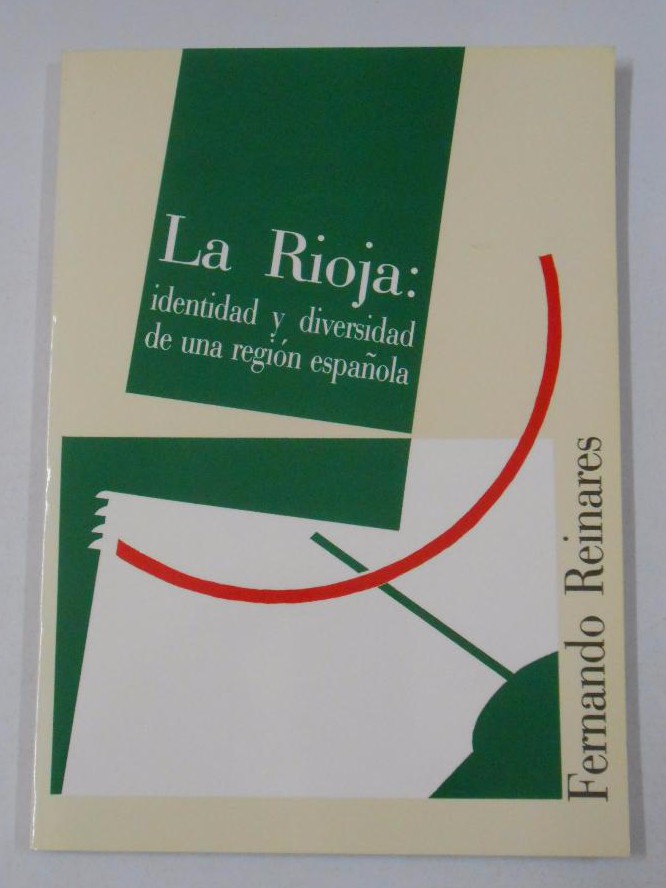 La Rioja:
identidad y diversidad
de una región española
Fernando Reinares